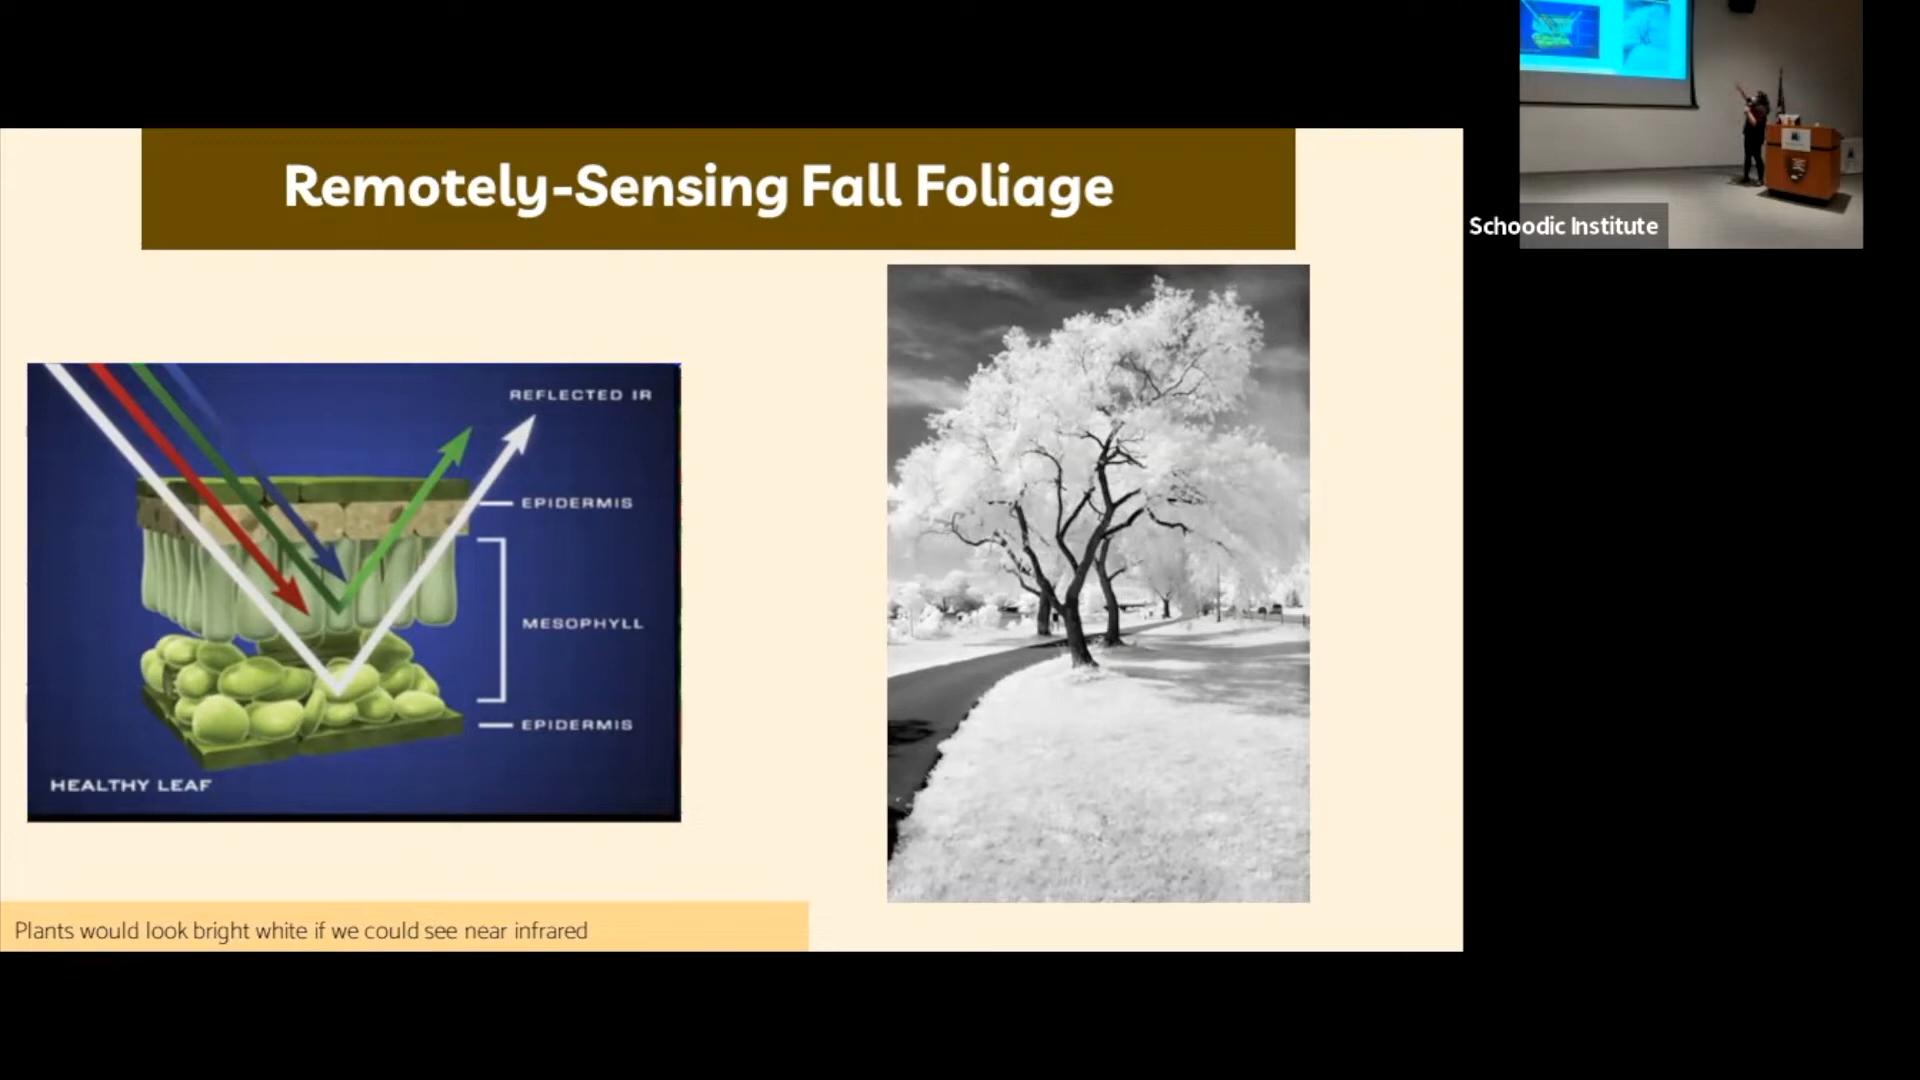 Remotely-Sensing Fall Foliage
Schoodic Institute
REFLECTED IR
EPIDERMIS
MESOPHYLL
EPIDERMIS
HEALTHY LEAF
Plants would look bright white if we could see near infrared